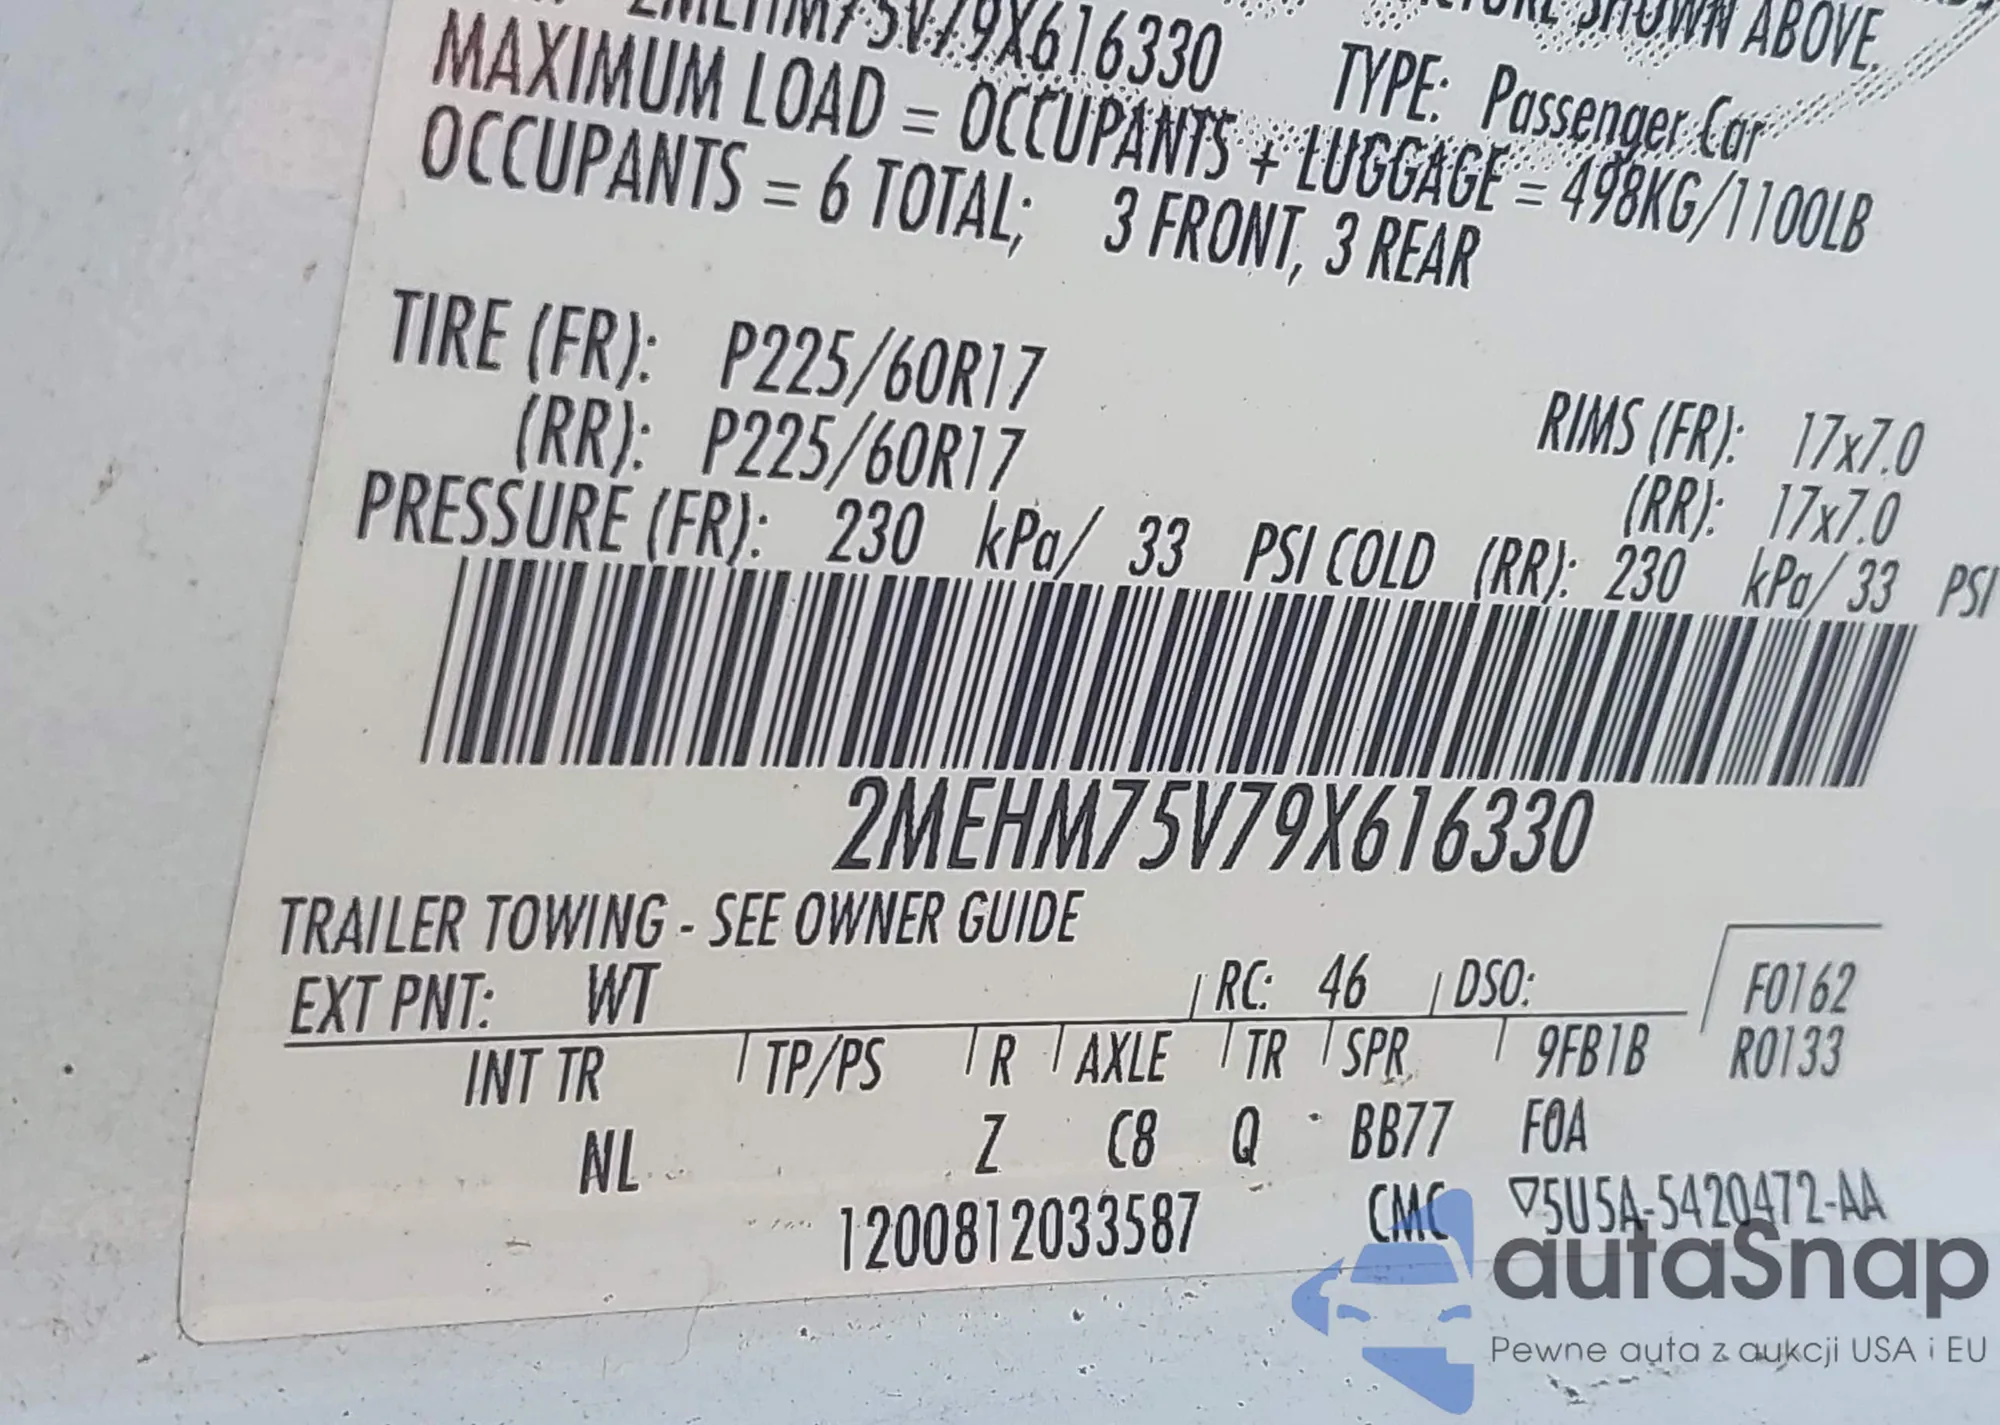 2MEHM75V79X616330
SHOWN ABOVE.
TYPE: Passenger Car
MAXIMUM LOAD = OCCUPANTS + LUGGAGE = 498KG/1100LB
OCCUPANTS = 6 TOTAL; 3 FRONT, 3 REAR
TIRE (FR): P225/60R17
RIMS (FR): 17x7.0
(RR): P225/60R17
(RR): 17x7.0
PRESSURE (FR): 230 kPa/ 33 PSI COLD (RR): 230 kPa/ 33 PSI
2MEHM75V79X616330
TRAILER TOWING - SEE OWNER GUIDE
EXT PNT: WT RC: 46 DSO: F0162
INT TR TP/PS R AXLE TR SPR 9FB1B R0133
NL Z C8 Q BB77 F0A
1200812033587 CMC ▽5U5A-5420472-AA
autaSnap
Pewne auta z aukcji USA i EU